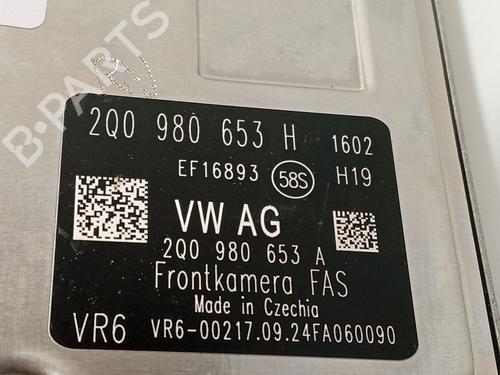 B-PARTS
2Q0 980 653 H 1602
EF16893 58S H19
VW AG
2Q0 980 653 A
Frontkamera FAS
Made in Czechia
VR6 VR6-00217.09.24FA060090